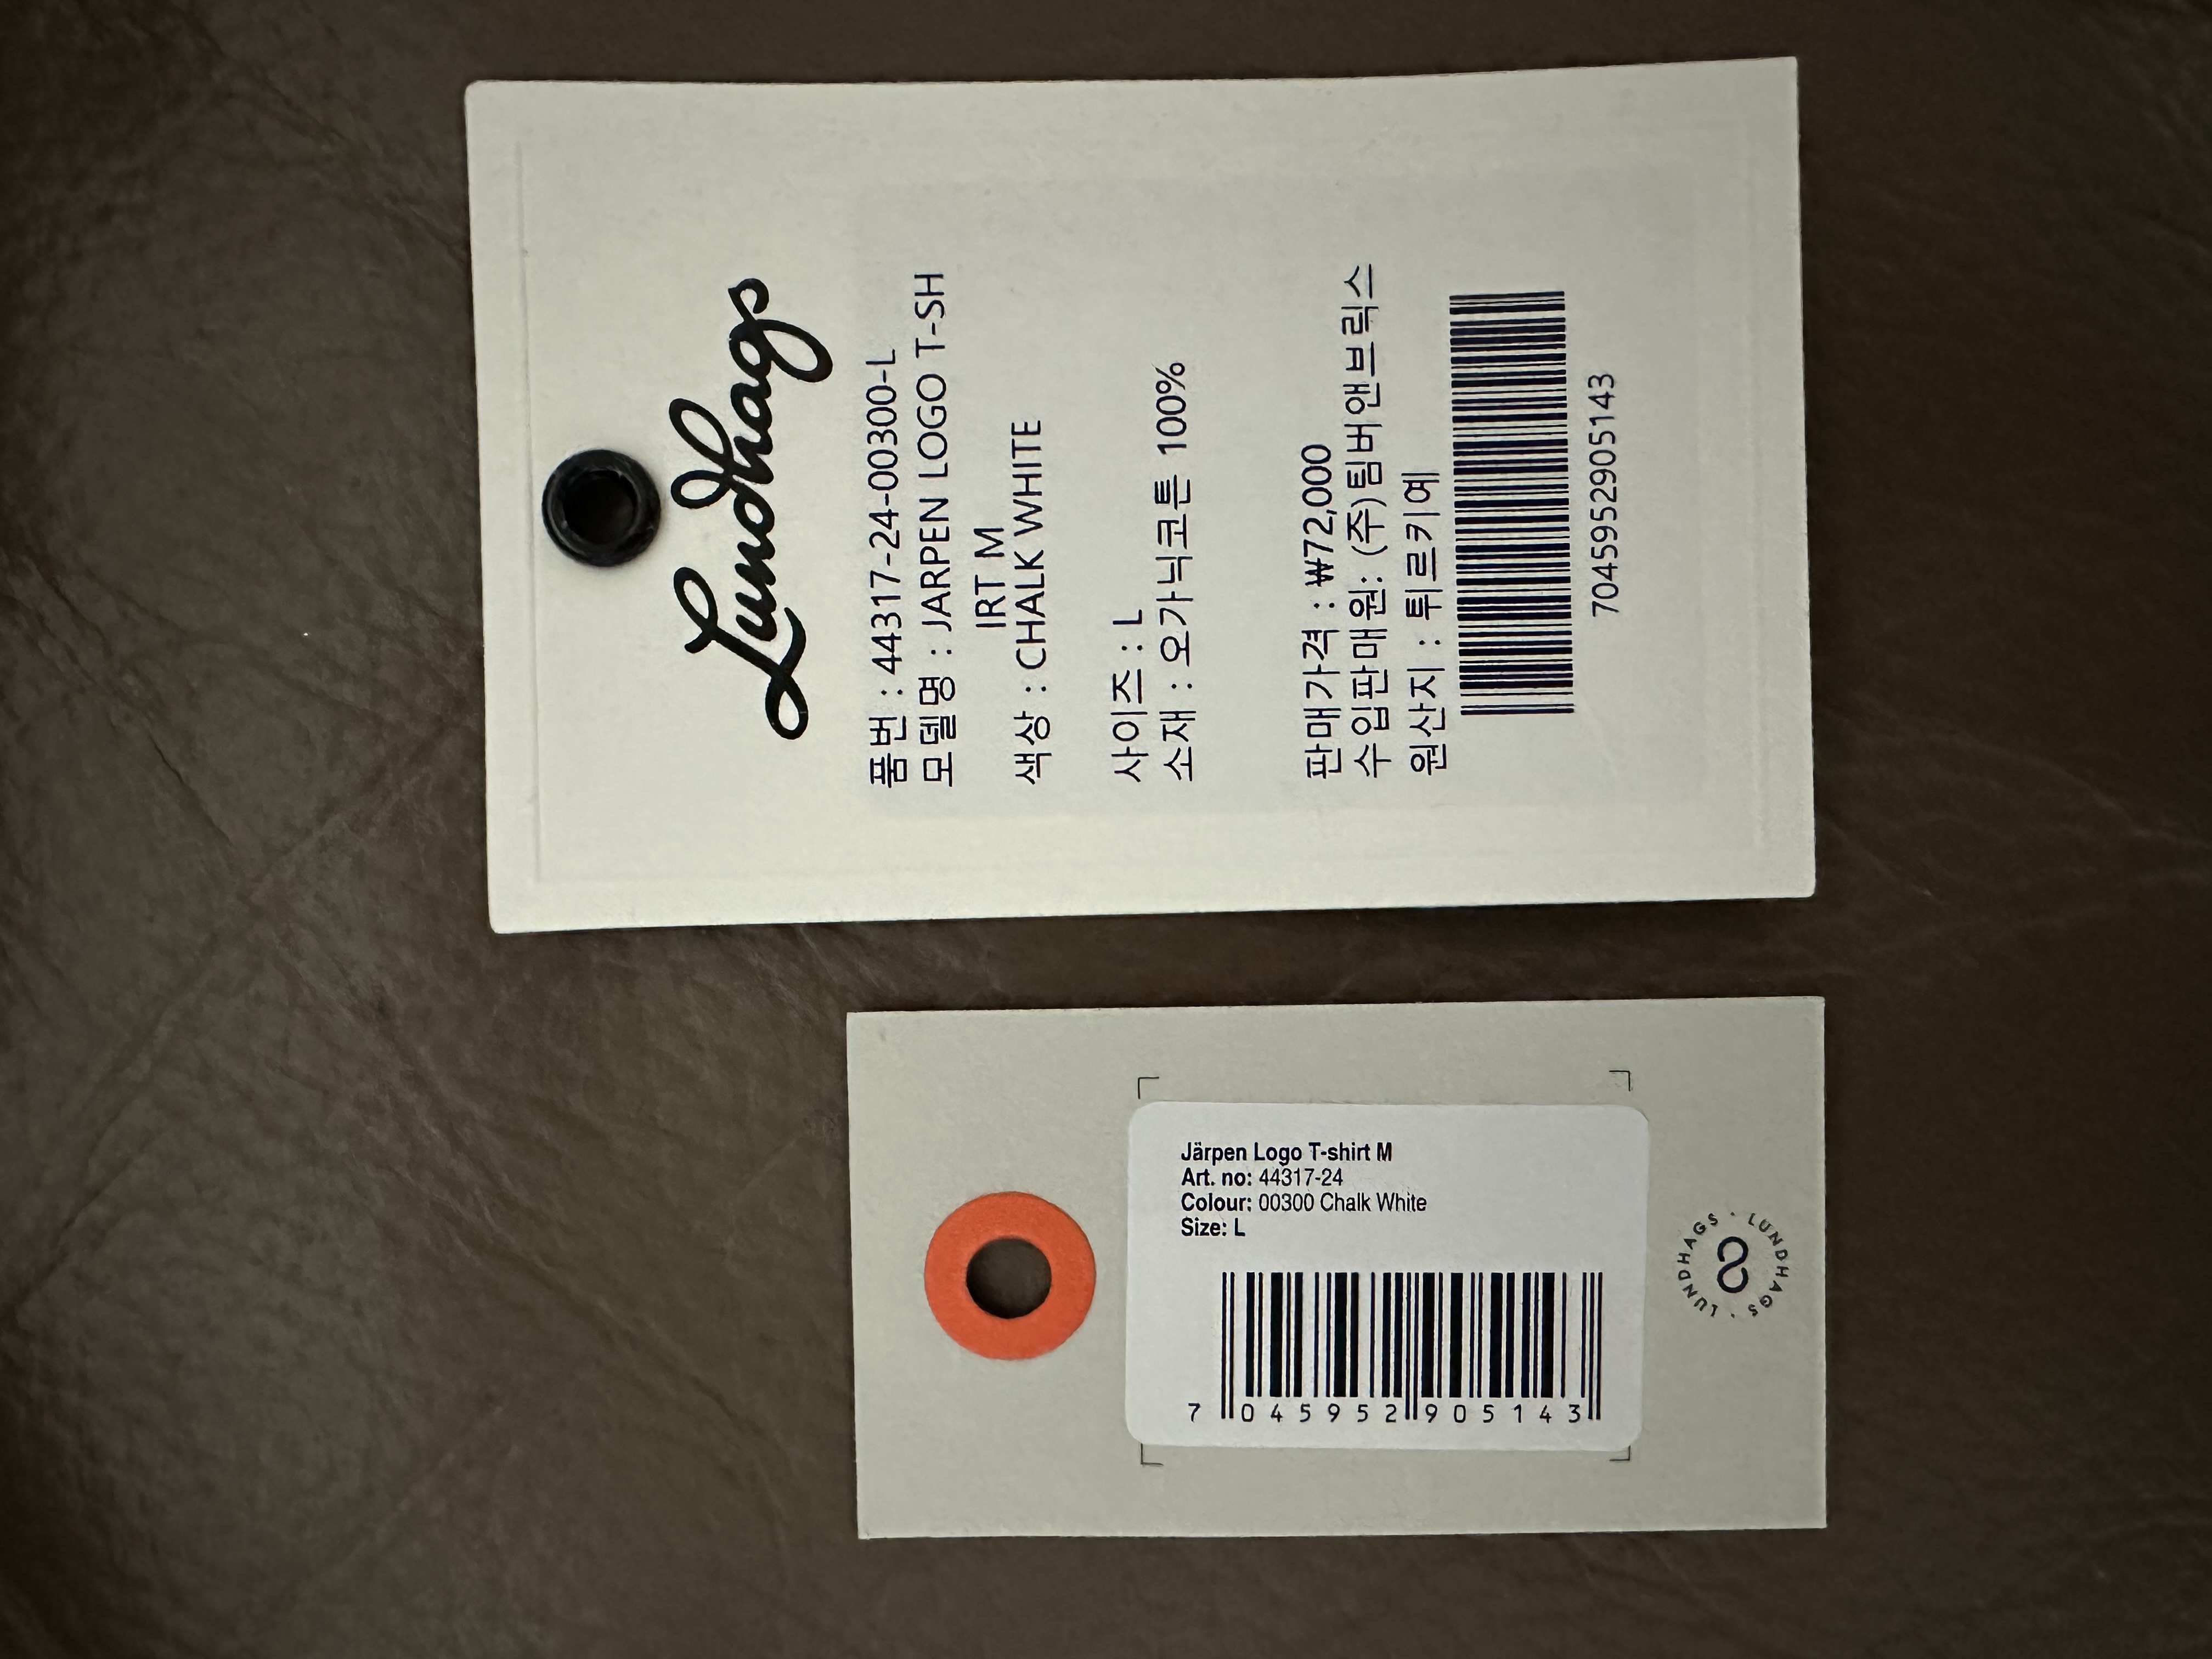 Lundhags
품번 : 44317-24-00300-L
모델명 : JARPEN LOGO T-SH
IRT M
색상 : CHALK WHITE
사이즈 : L
소재 : 오가닉코튼 100%
판매가격 : ₩72,000
수입판매원: (주)팀버앤브릭스
원산지 : 튀르키예
7045952905143
Järpen Logo T-shirt M
Art. no: 44317-24
Colour: 00300 Chalk White
Size: L
7 045952 905143
LUNDHAGS · LUNDHAGS · LUNDHAGS ·